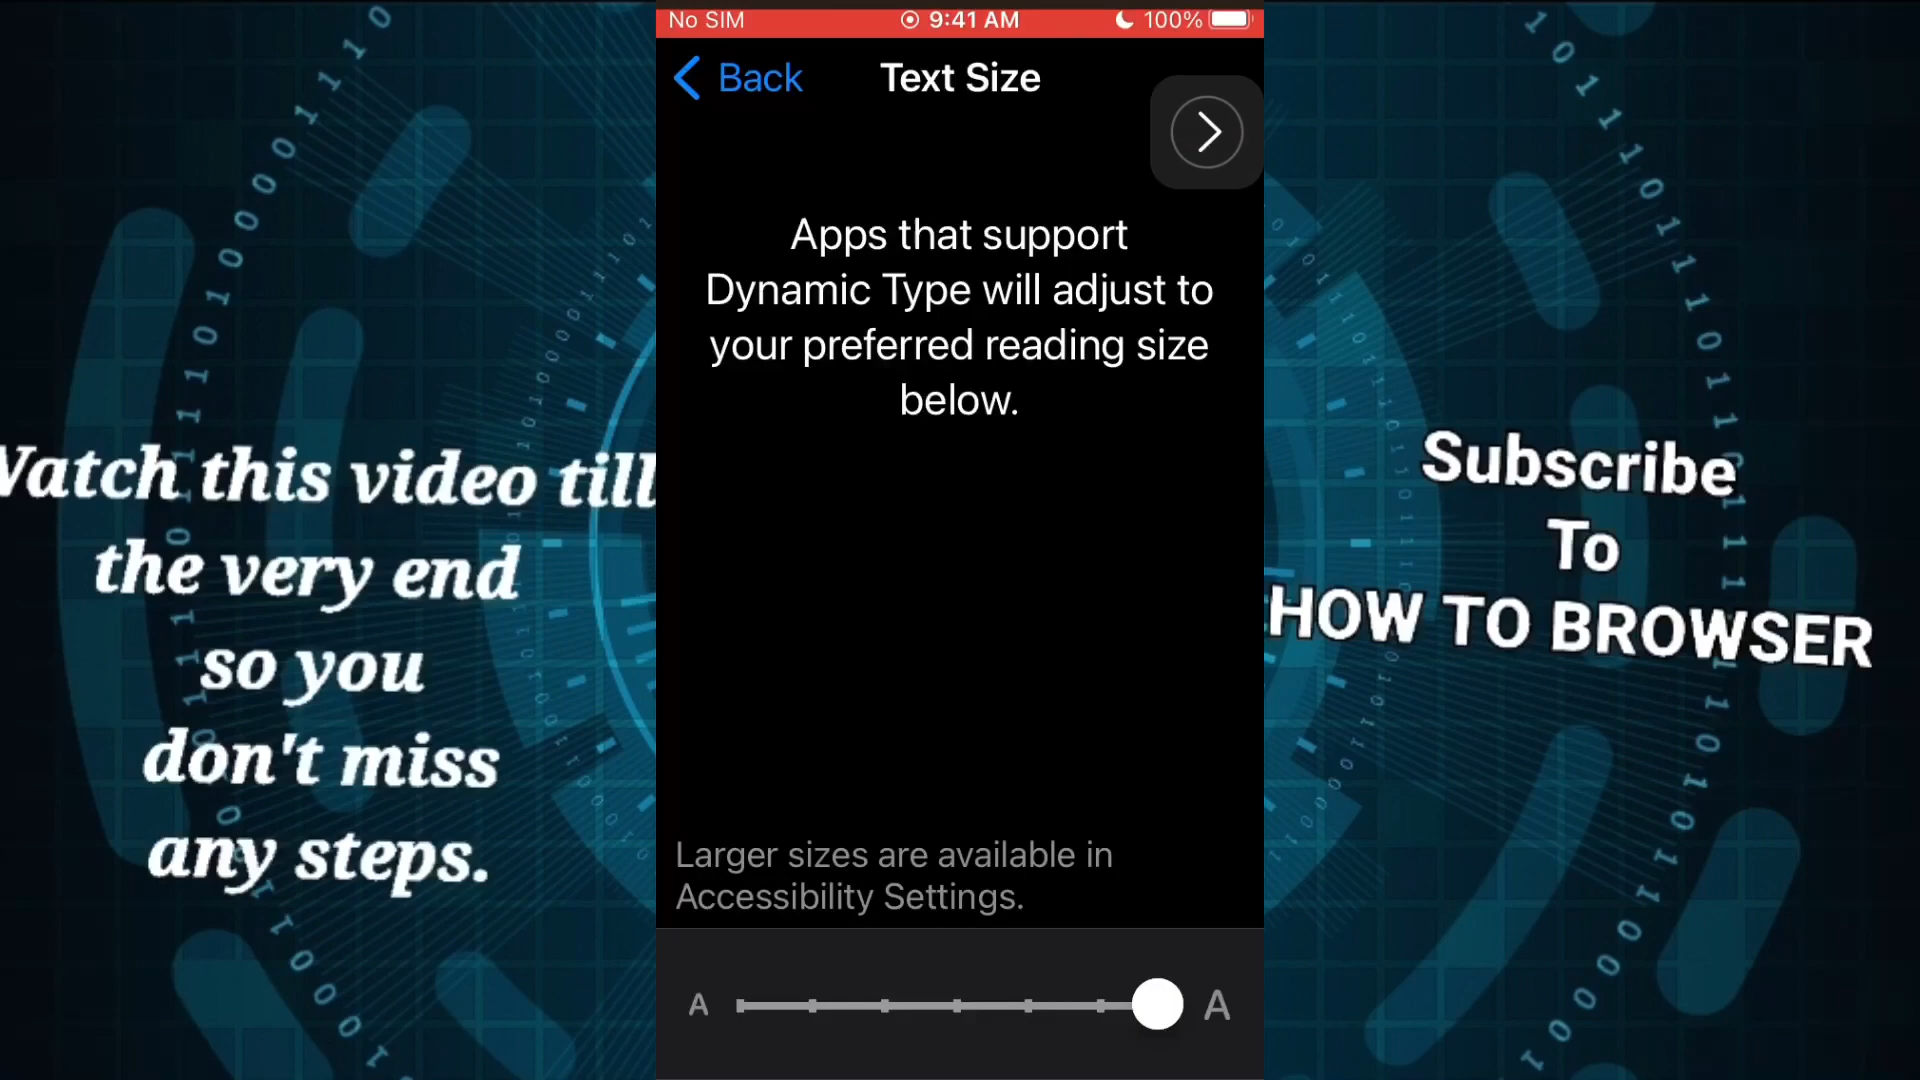 No SIM 9:41 AM 100%
Back Text Size
Apps that support
Dynamic Type will adjust to
your preferred reading size
below.
Larger sizes are available in
Accessibility Settings.
A A
Watch this video till
the very end
so you
don't miss
any steps.
Subscribe
To
HOW TO BROWSER